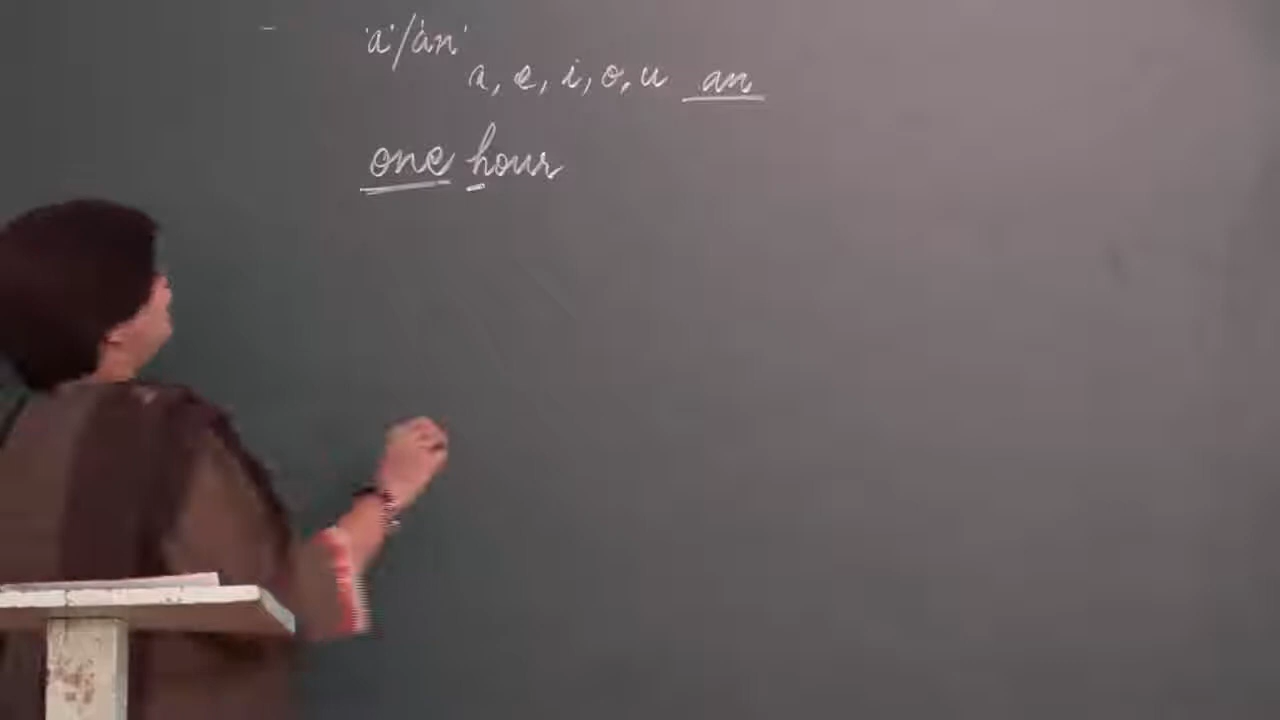 'a'/'an'
a, e, i, o, u an
one hour